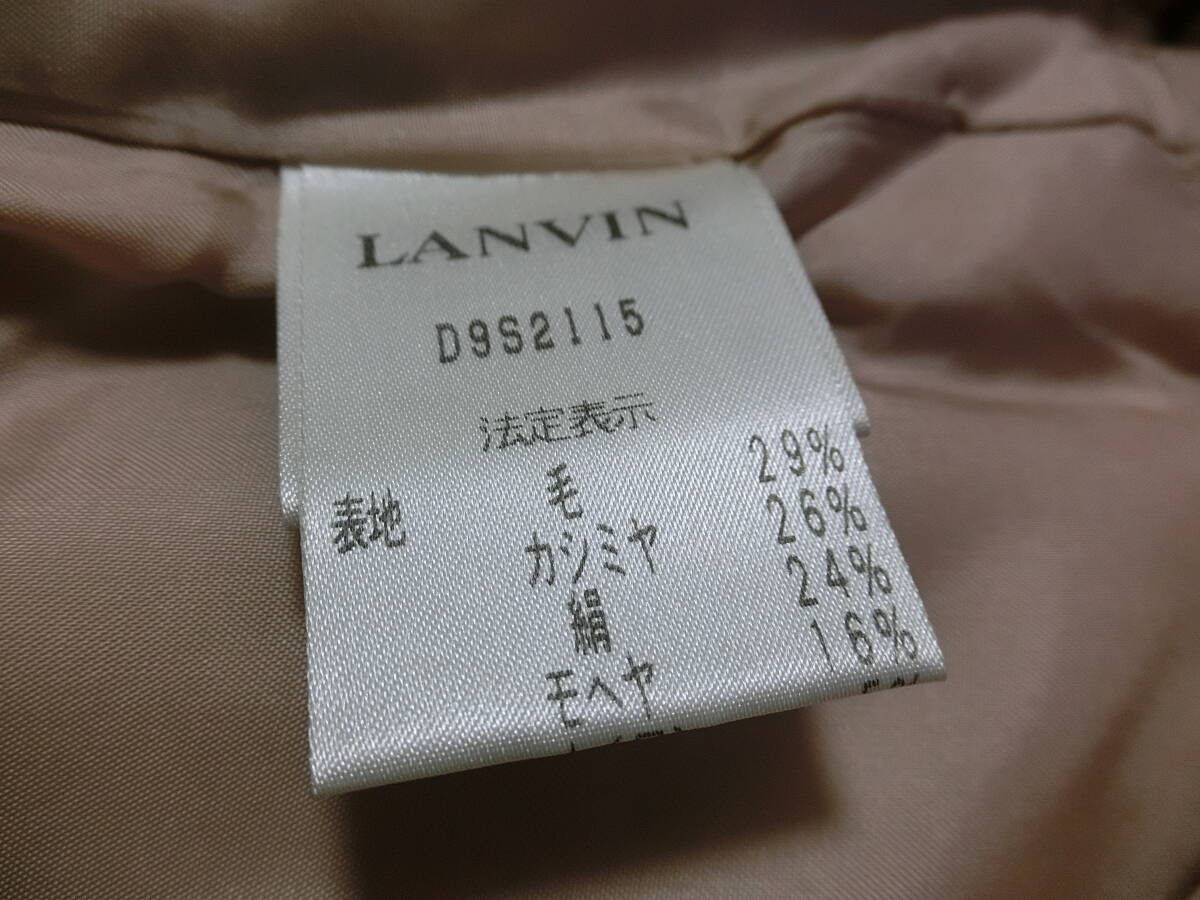 LANVIN
D9S2115
法定表示
表地 毛 29%
カシミヤ 26%
絹 24%
モヘヤ 16%